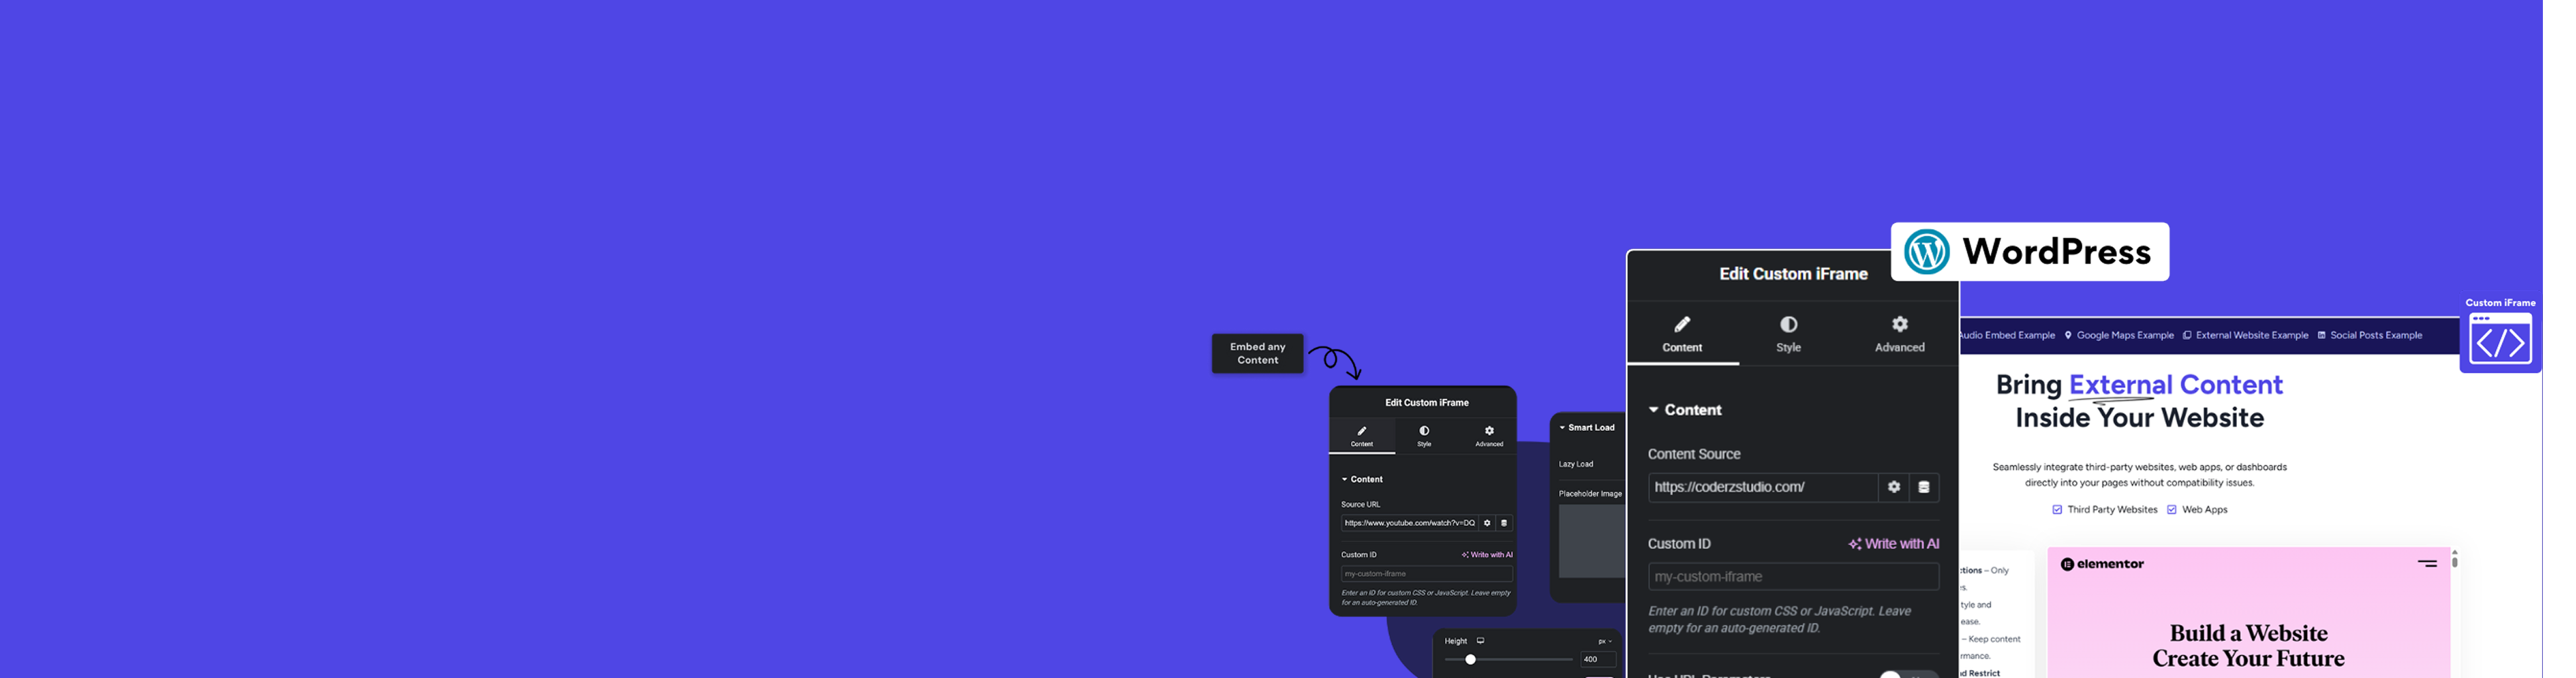 WordPress
Custom iFrame
Embed any
Content
Edit Custom iFrame
Content
Style
Advanced
Content
Source URL
https://www.youtube.com/watch?v=DQ
Custom ID
Write with AI
my-custom-iframe
Enter an ID for custom CSS or JavaScript. Leave empty
for an auto-generated ID.
Smart Load
Lazy Load
Placeholder Image
Height
px
400
Edit Custom iFrame
Content
Style
Advanced
Content
Content Source
https://coderzstudio.com/
Custom ID
Write with AI
my-custom-iframe
Enter an ID for custom CSS or JavaScript. Leave
empty for an auto-generated ID.
Audio Embed Example
Google Maps Example
External Website Example
Social Posts Example
Bring External Content
Inside Your Website
Seamlessly integrate third-party websites, web apps, or dashboards
directly into your pages without compatibility issues.
Third Party Websites
Web Apps
– Only
tyle and
ease.
– Keep content
rmance.
d Restrict
elementor
Build a Website
Create Your Future